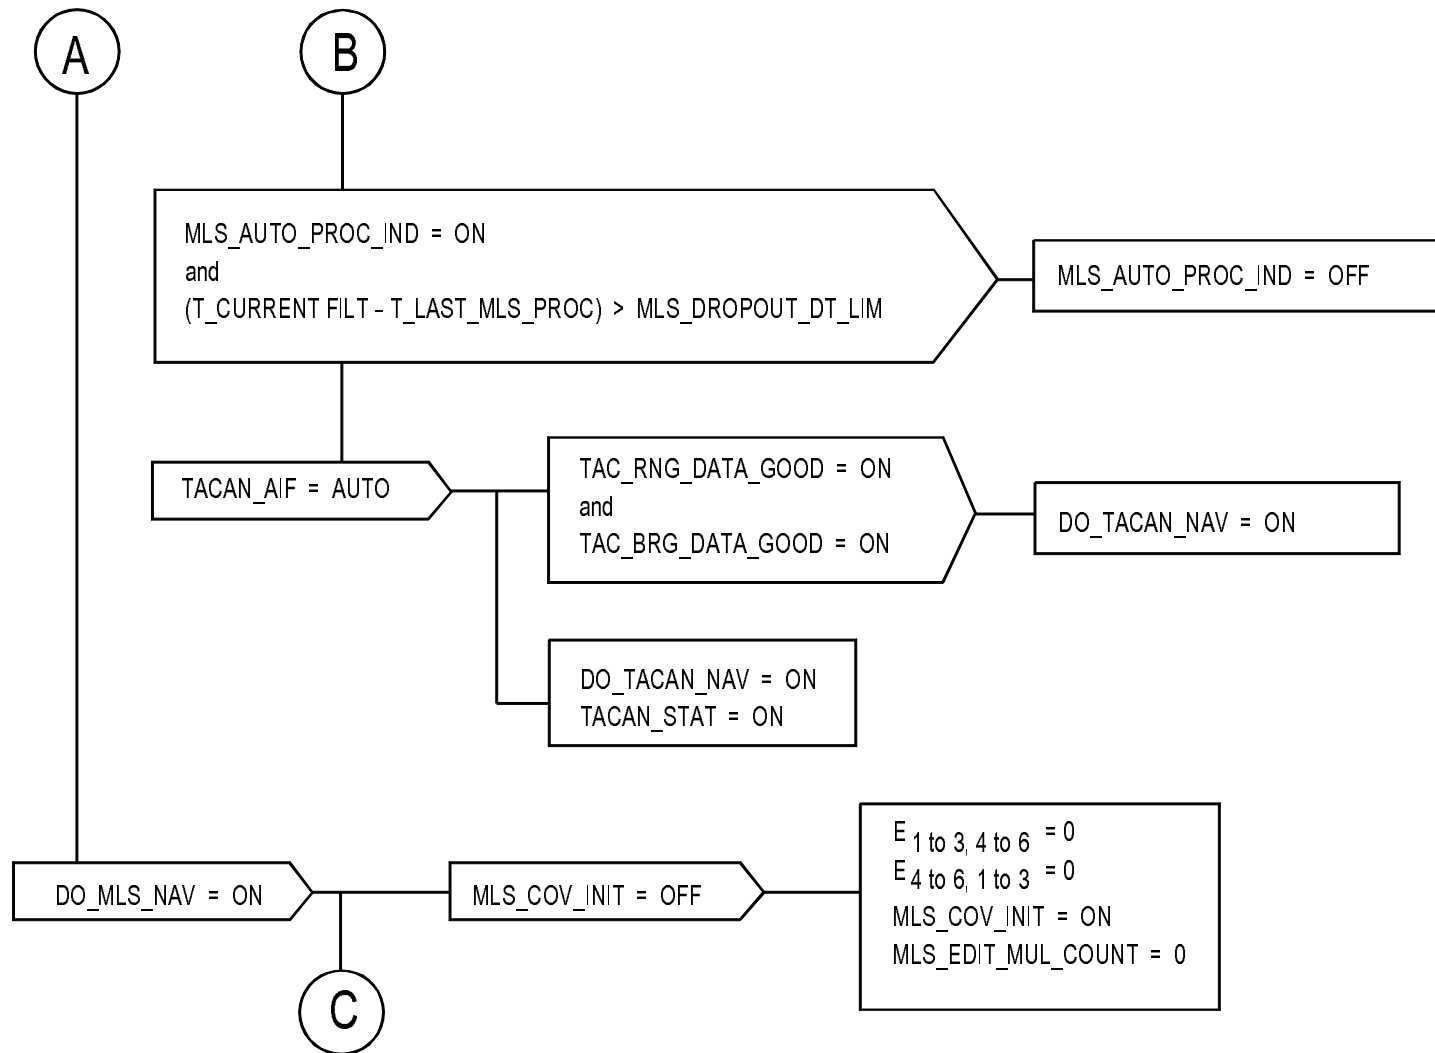 A
B
MLS_AUTO_PROC_IND = ON
and
(T_CURRENT FILT – T_LAST_MLS_PROC) > MLS_DROPOUT_DT_LIM
MLS_AUTO_PROC_IND = OFF
TACAN_AIF = AUTO
TAC_RNG_DATA_GOOD = ON
and
TAC_BRG_DATA_GOOD = ON
DO_TACAN_NAV = ON
DO_TACAN_NAV = ON
TACAN_STAT = ON
DO_MLS_NAV = ON
MLS_COV_INIT = OFF
E 1 to 3, 4 to 6 = 0
E 4 to 6, 1 to 3 = 0
MLS_COV_INIT = ON
MLS_EDIT_MUL_COUNT = 0
C